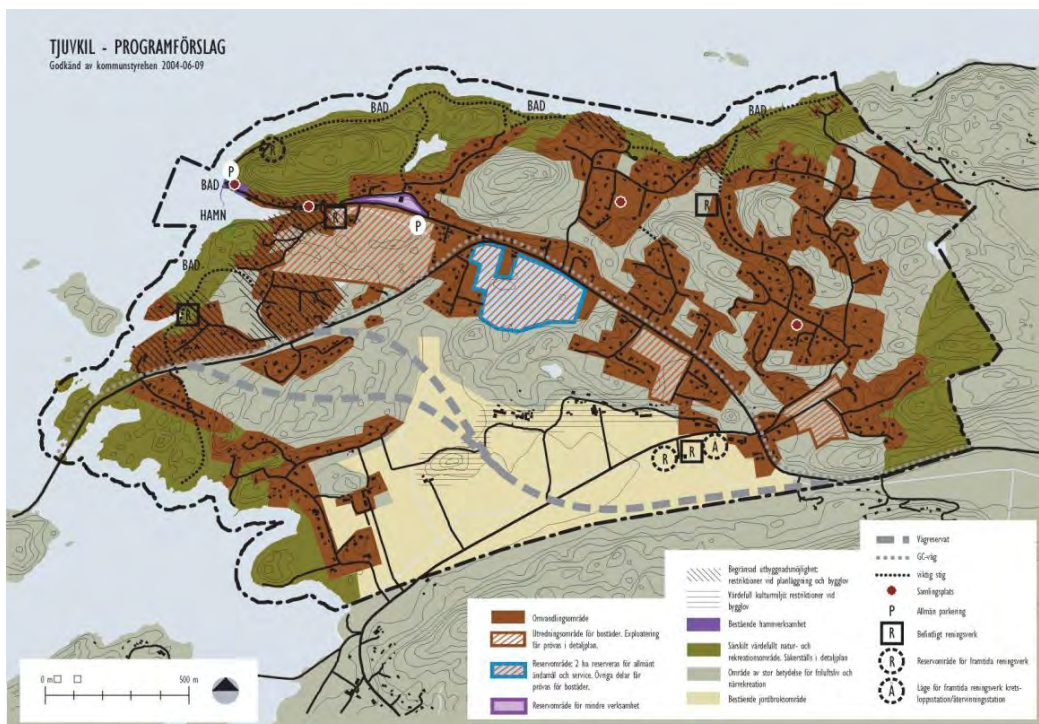 TJUVKIL - PROGRAMFÖRSLAG
Godkänd av kommunstyrelsen 2004-06-09
BAD
BAD
BAD
P
BAD
HAMN
R
R
R
P
BAD
R
R
R
A
0 m
500 m
Omvandlingsområde
Utredningsområde för bostäder. Exploatering
får prövas i detaljplan.
Reservområde; 2 ha reserveras för allmänt
ändamål och service. Övriga delar får
prövas för bostäder.
Reservområde för mindre verksamhet
Begränsad utbyggnadsmöjlighet:
restriktioner vid planläggning och bygglov
Värdefull kulturmiljö: restriktioner vid
bygglov
Bestående hamnverksamhet
Särskilt värdefullt natur- och
rekreationsområde. Säkerställs i detaljplan
Område av stor betydelse för friluftsliv och
närrekreation
Bestående jordbruksområde
Vägreservat
GC-väg
viktig stig
Samlingsplats
P Allmän parkering
R Befintligt reningsverk
R Reservområde för framtida reningsverk
A Läge för framtida reningsverk krets-
loppsstation/återvinningsstation